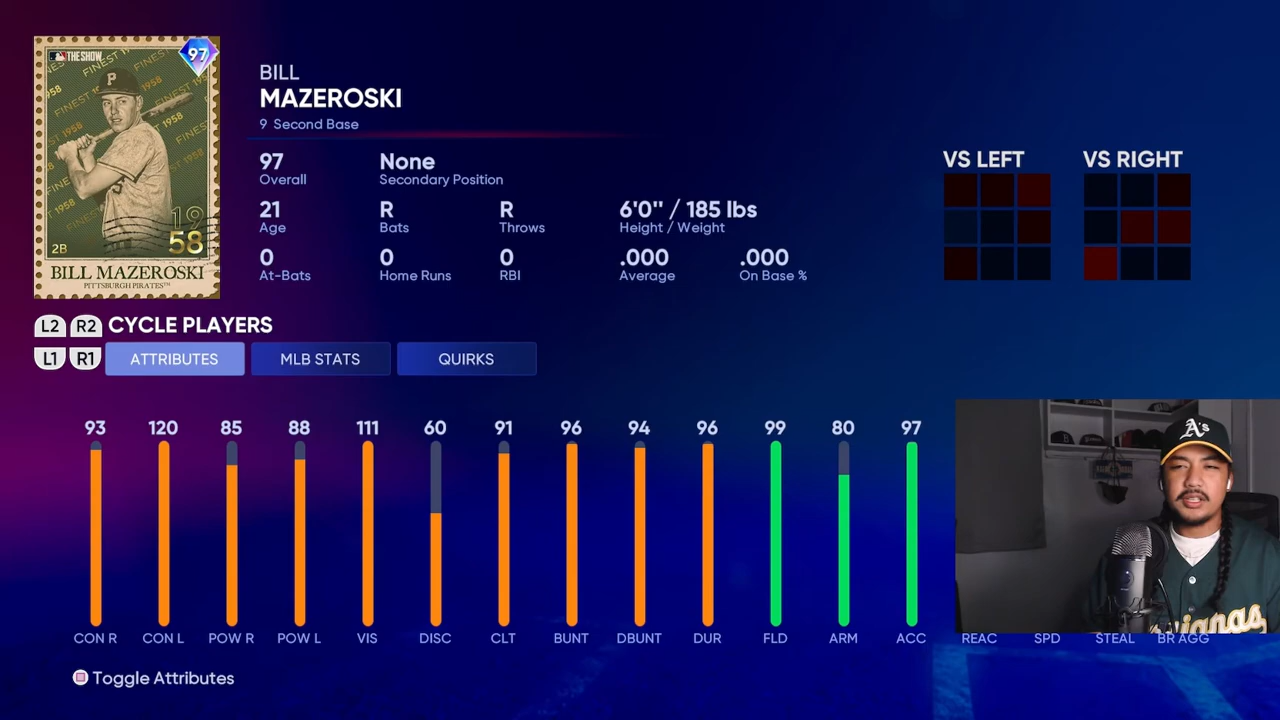 97
THE SHOW
FINEST 1958
19
58
2B
BILL MAZEROSKI
PITTSBURGH PIRATES™
BILL
MAZEROSKI
9 Second Base
97 None
Overall Secondary Position
21 R R 6'0" / 185 lbs
Age Bats Throws Height / Weight
0 0 0 .000 .000
At-Bats Home Runs RBI Average On Base %
VS LEFT VS RIGHT
L2 R2 CYCLE PLAYERS
L1 R1 ATTRIBUTES MLB STATS QUIRKS
93 120 85 88 111 60 91 96 94 96 99 80 97
CON R CON L POW R POW L VIS DISC CLT BUNT DBUNT DUR FLD ARM ACC REAC SPD STEAL BR AGG
Toggle Attributes
A's